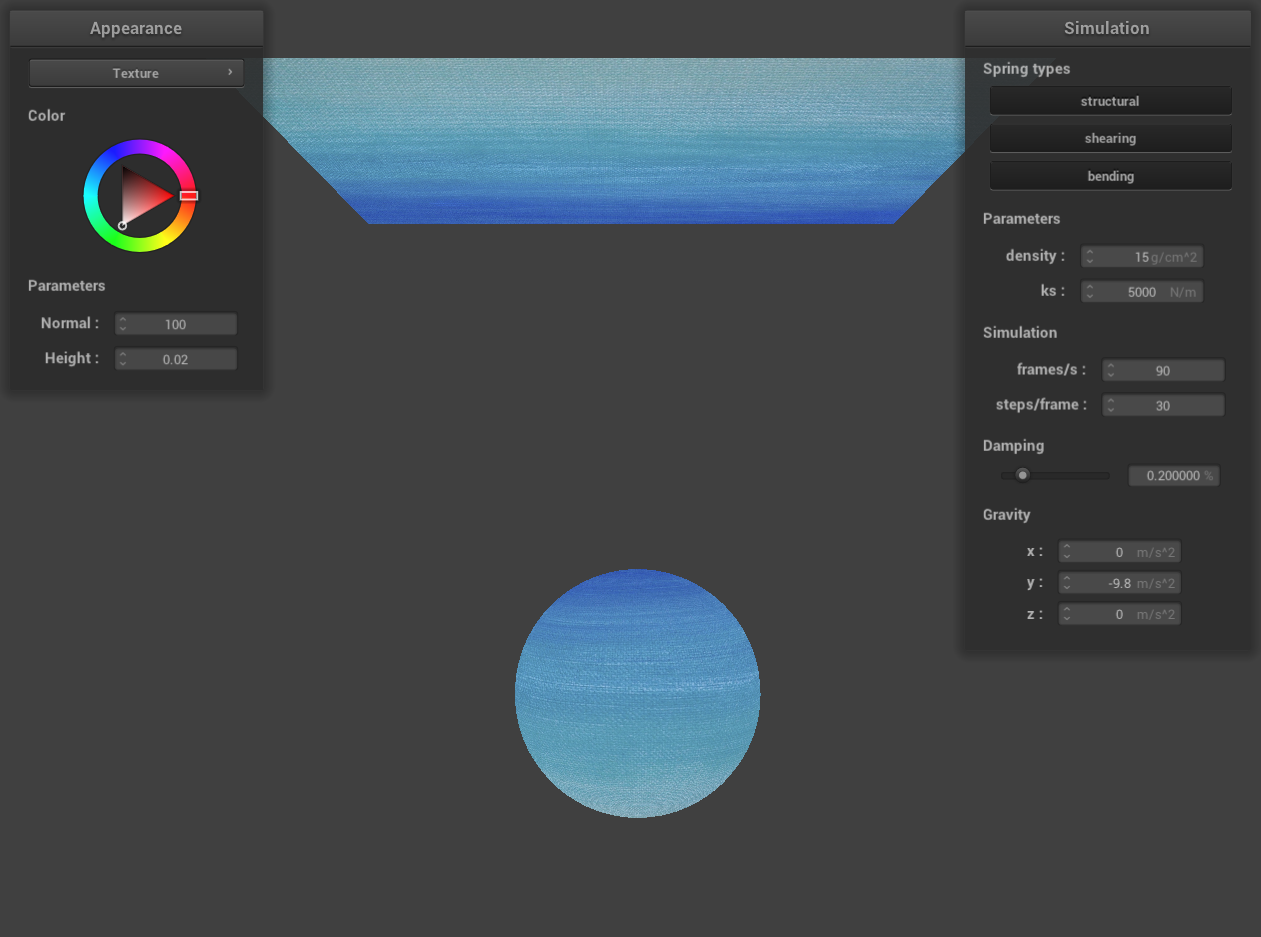 Appearance
Texture
Color
Parameters
Normal : 100
Height : 0.02
Simulation
Spring types
structural
shearing
bending
Parameters
density : 15 g/cm^2
ks : 5000 N/m
Simulation
frames/s : 90
steps/frame : 30
Damping
0.200000 %
Gravity
x : 0 m/s^2
y : -9.8 m/s^2
z : 0 m/s^2